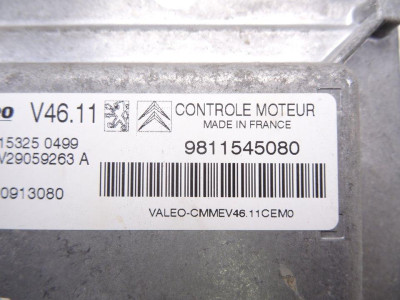 V46.11 CONTROLE MOTEUR
MADE IN FRANCE
15325 0499
V29059263 A
9811545080
0913080
VALEO-CMMEV46.11CEM0